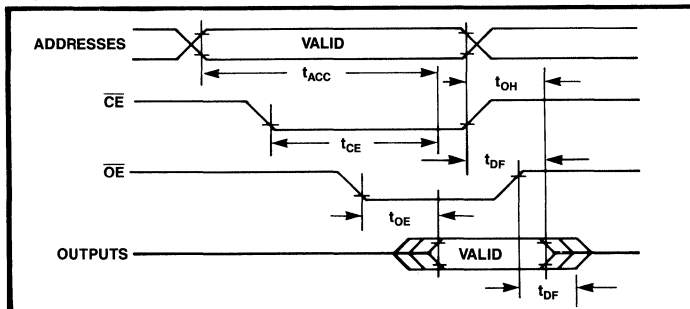 ADDRESSES
VALID
tACC
tOH
CE
tCE
tDF
OE
tOE
OUTPUTS
VALID
tDF